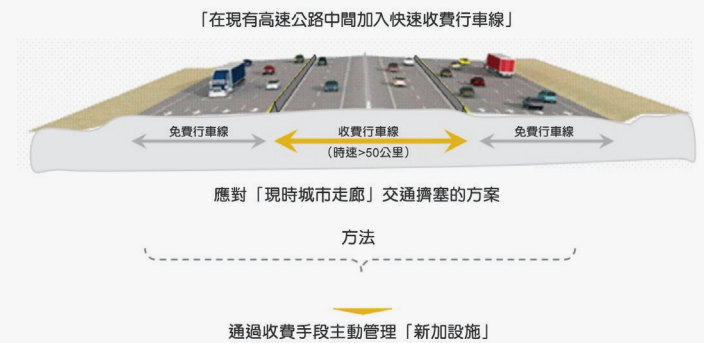 「在現有高速公路中間加入快速收費行車線」
免費行車線
收費行車線
免費行車線
（時速>50公里）
應對「現時城市走廊」交通擠塞的方案
方法
通過收費手段主動管理「新加設施」